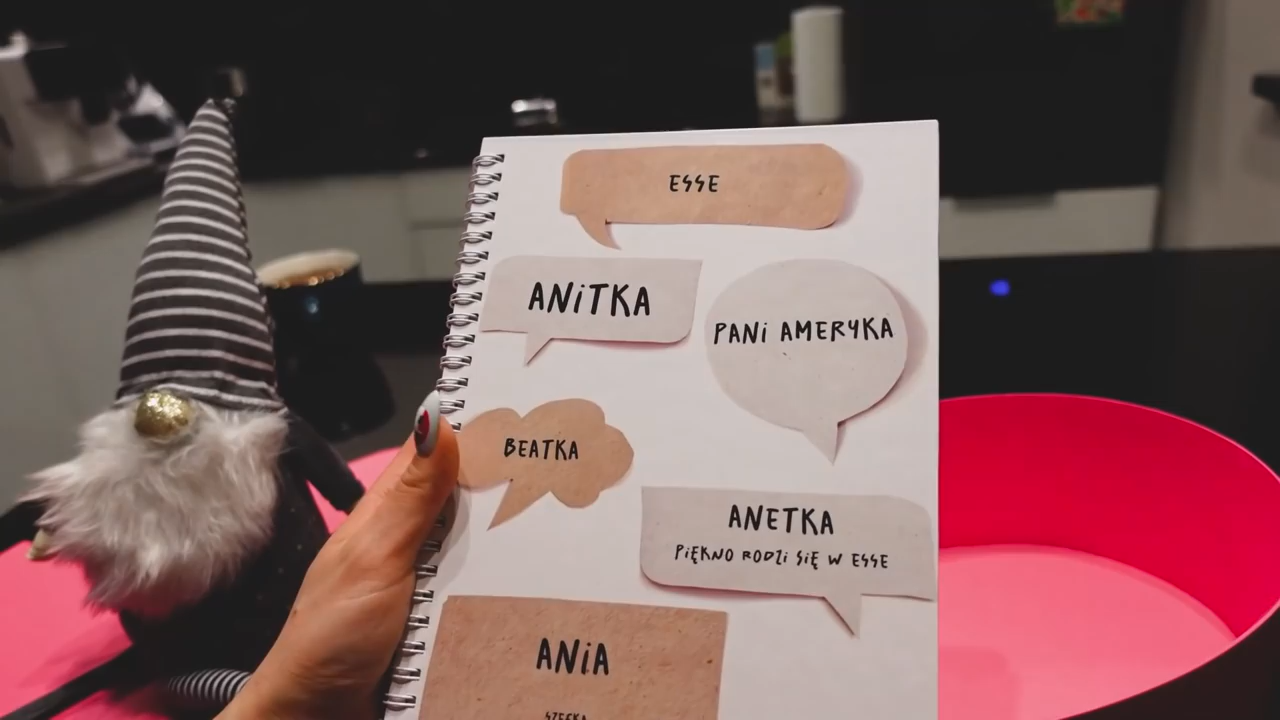 ESSE
ANiTKA
PANi AMERYKA
BEATKA
ANETKA
PiĘKNO RODZi SiĘ W ESSE
ANiA